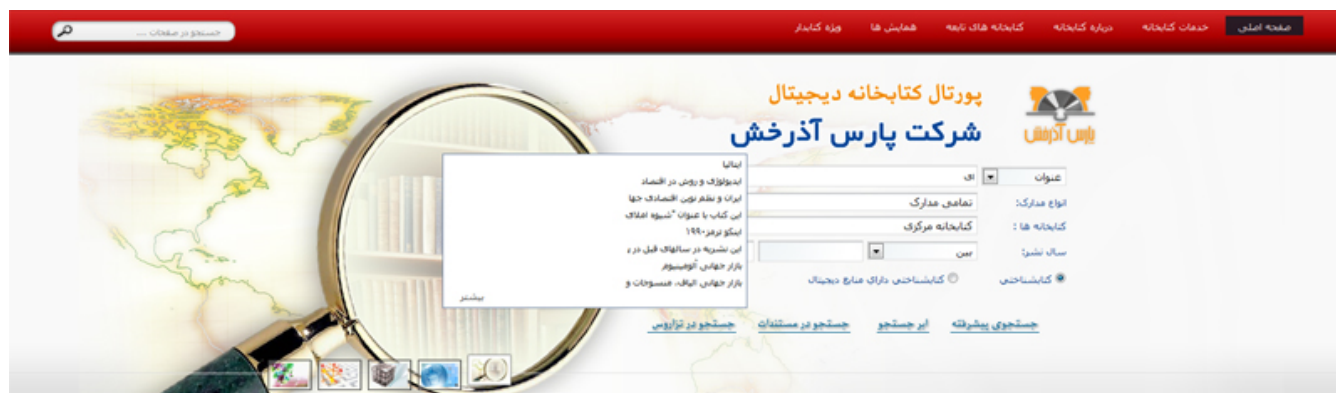 صفحه اصلی خدمات کتابخانه درباره کتابخانه کتابخانه های تابعه همایش ها ویژه کتابدار جستجو در صفحات ...
پارس آذرخش
پورتال کتابخانه دیجیتال
شرکت پارس آذرخش
عنوان ای
انواع مدارک: تمامی مدارک
کتابخانه ها : کتابخانه مرکزی
سال نشر: بین
کتابشناختی کتابشناختی دارای منابع دیجیتال
ایتالیا
ایدیولوژی و روش در اقتصاد
ایران و نظم نوین اقتصادی جها
این کتاب با عنوان "شیوه املای
اینکو ترمز ۱۹۹۰
این نشریه در سالهای قبل در ر
بازار جهانی آلومینیوم
بازار جهانی الیاف، منسوجات و
بیشتر
جستجوی پیشرفته ابر جستجو جستجو در مستندات جستجو در تزاروس